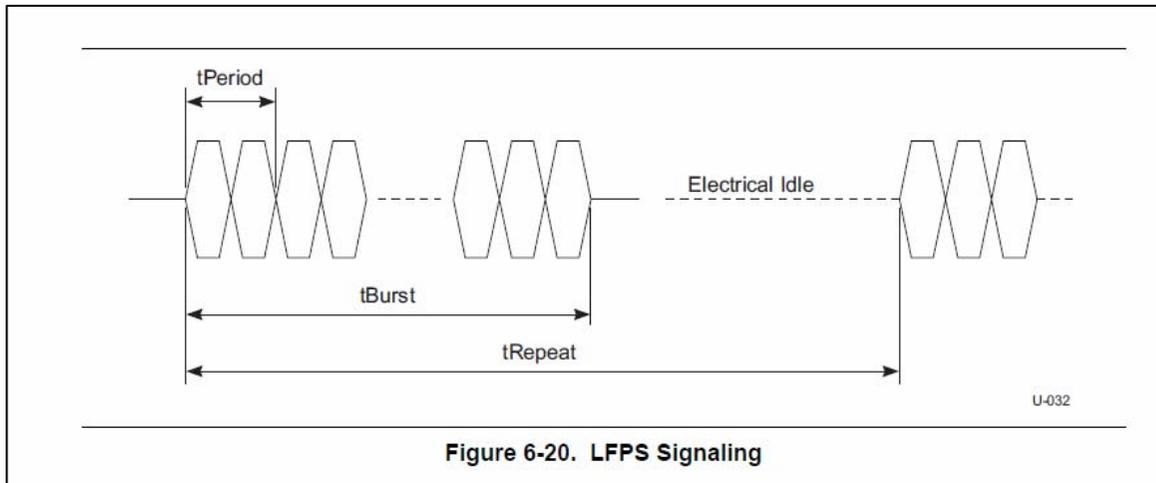 tPeriod
Electrical Idle
tBurst
tRepeat
U-032
Figure 6-20. LFPS Signaling